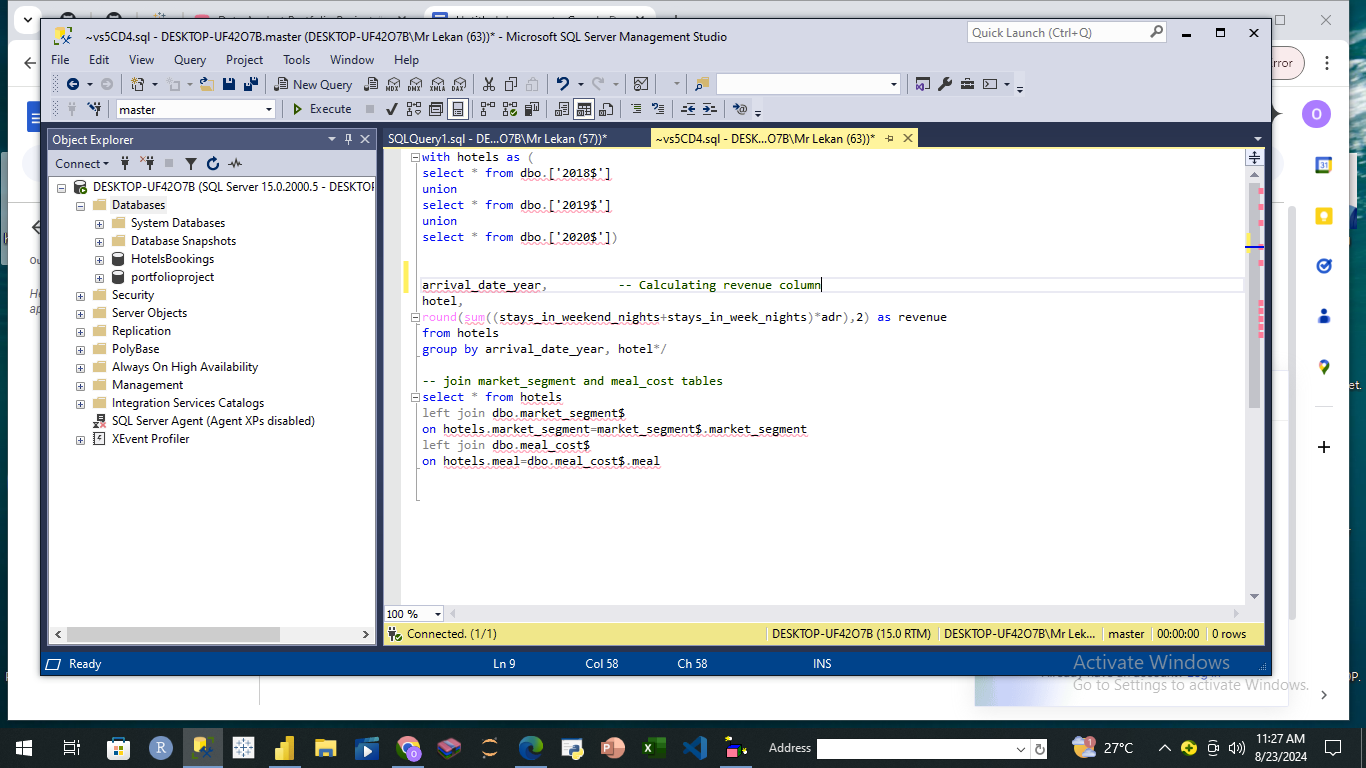 ~vs5CD4.sql - DESKTOP-UF42O7B.master (DESKTOP-UF42O7B\Mr Lekan (63))* - Microsoft SQL Server Management Studio
Quick Launch (Ctrl+Q)
File Edit View Query Project Tools Window Help
New Query
MDX DMX XMLA DAX
master
Execute
Object Explorer
Connect
DESKTOP-UF42O7B (SQL Server 15.0.2000.5 - DESKTOP
Databases
System Databases
Database Snapshots
HotelsBookings
portfolioproject
Security
Server Objects
Replication
PolyBase
Always On High Availability
Management
Integration Services Catalogs
SQL Server Agent (Agent XPs disabled)
XEvent Profiler
SQLQuery1.sql - DE...O7B\Mr Lekan (57))*
~vs5CD4.sql - DESK...O7B\Mr Lekan (63))*
with hotels as (
select * from dbo.['2018$']
union
select * from dbo.['2019$']
union
select * from dbo.['2020$'])
arrival_date_year, -- Calculating revenue column
hotel,
round(sum((stays_in_weekend_nights+stays_in_week_nights)*adr),2) as revenue
from hotels
group by arrival_date_year, hotel*/
-- join market_segment and meal_cost tables
select * from hotels
left join dbo.market_segment$
on hotels.market_segment=market_segment$.market_segment
left join dbo.meal_cost$
on hotels.meal=dbo.meal_cost$.meal
100 %
Connected. (1/1)
DESKTOP-UF42O7B (15.0 RTM)
DESKTOP-UF42O7B\Mr Lek...
master
00:00:00
0 rows
Ready
Ln 9
Col 58
Ch 58
INS
Activate Windows
Go to Settings to activate Windows.
O
31
Address
27°C
11:27 AM
8/23/2024